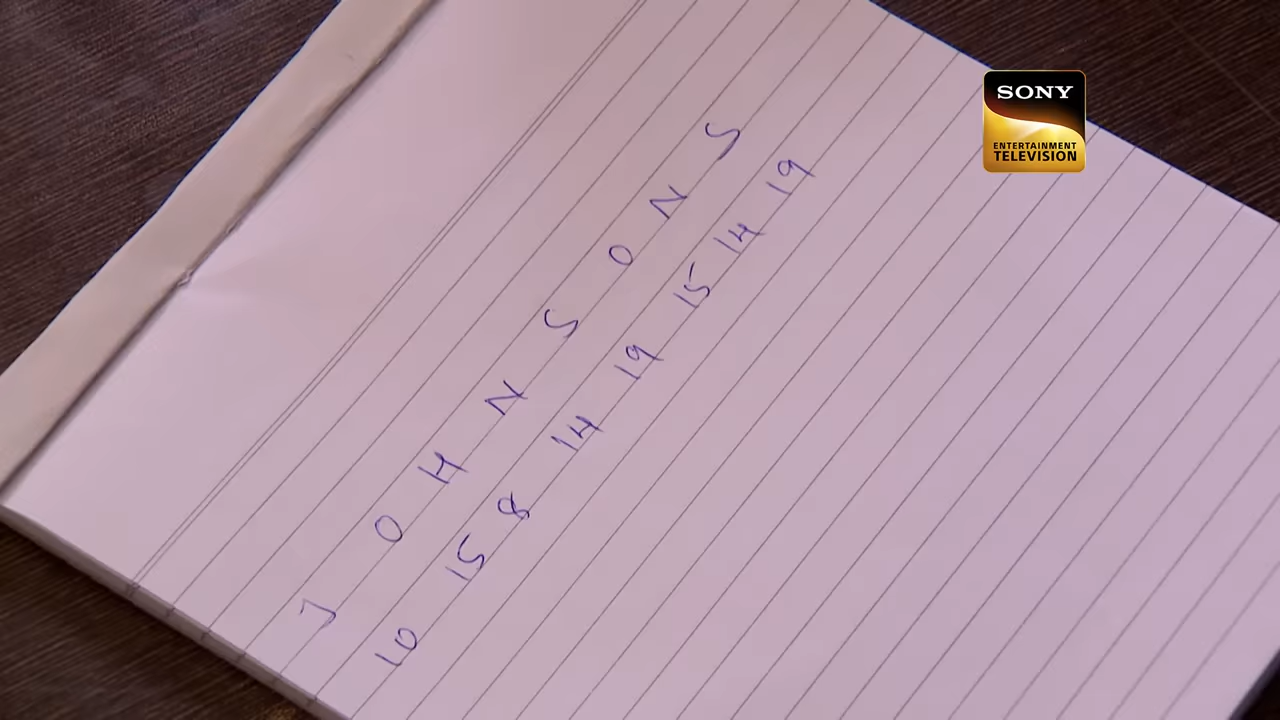 J O H N S O N S
10 15 8 14 19 15 14 19
SONY
ENTERTAINMENT
TELEVISION